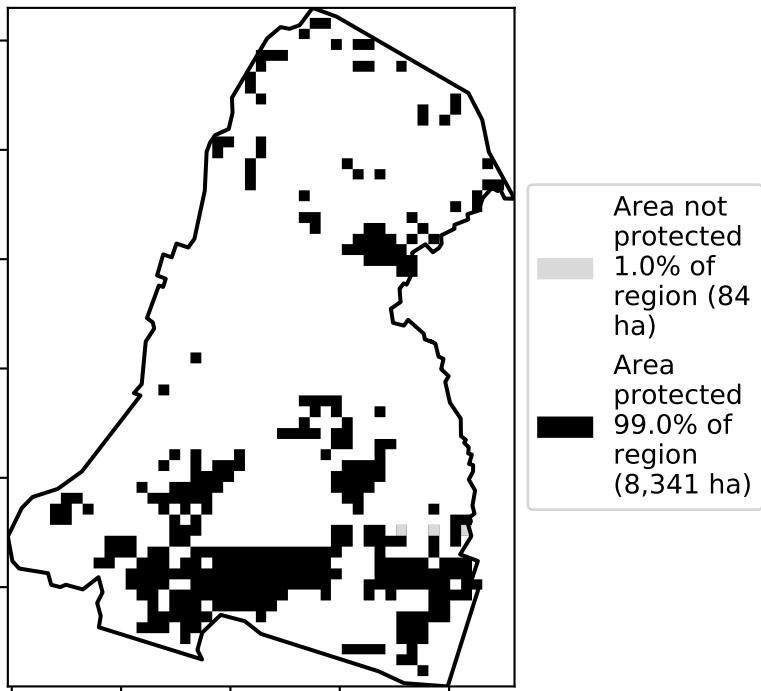 Area not
protected
1.0% of
region (84
ha)
Area
protected
99.0% of
region
(8,341 ha)